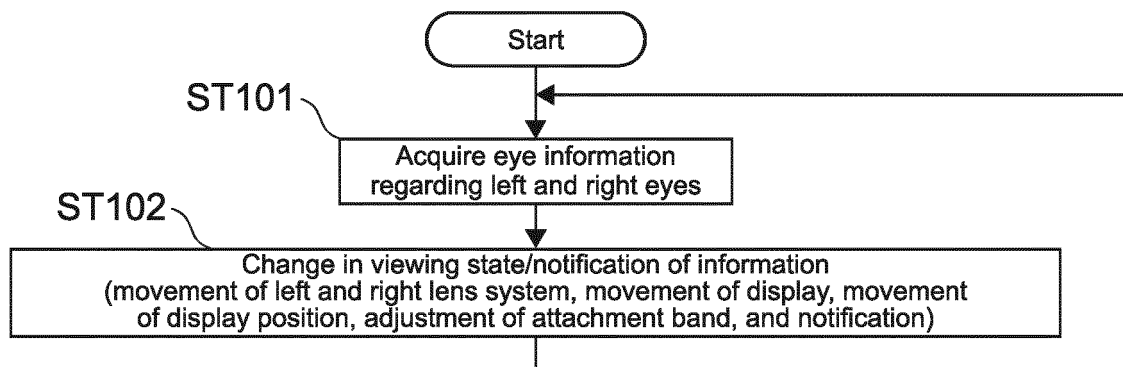 Start
ST101
Acquire eye information
regarding left and right eyes
ST102
Change in viewing state/notification of information
(movement of left and right lens system, movement of display, movement
of display position, adjustment of attachment band, and notification)